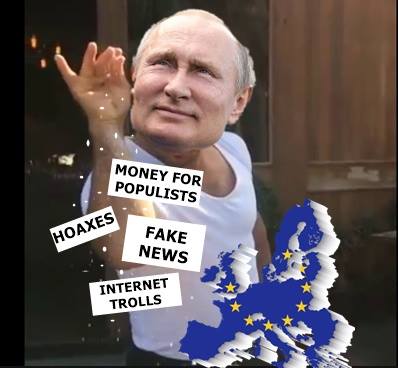 MONEY FOR
POPULISTS
HOAXES
FAKE
NEWS
INTERNET
TROLLS